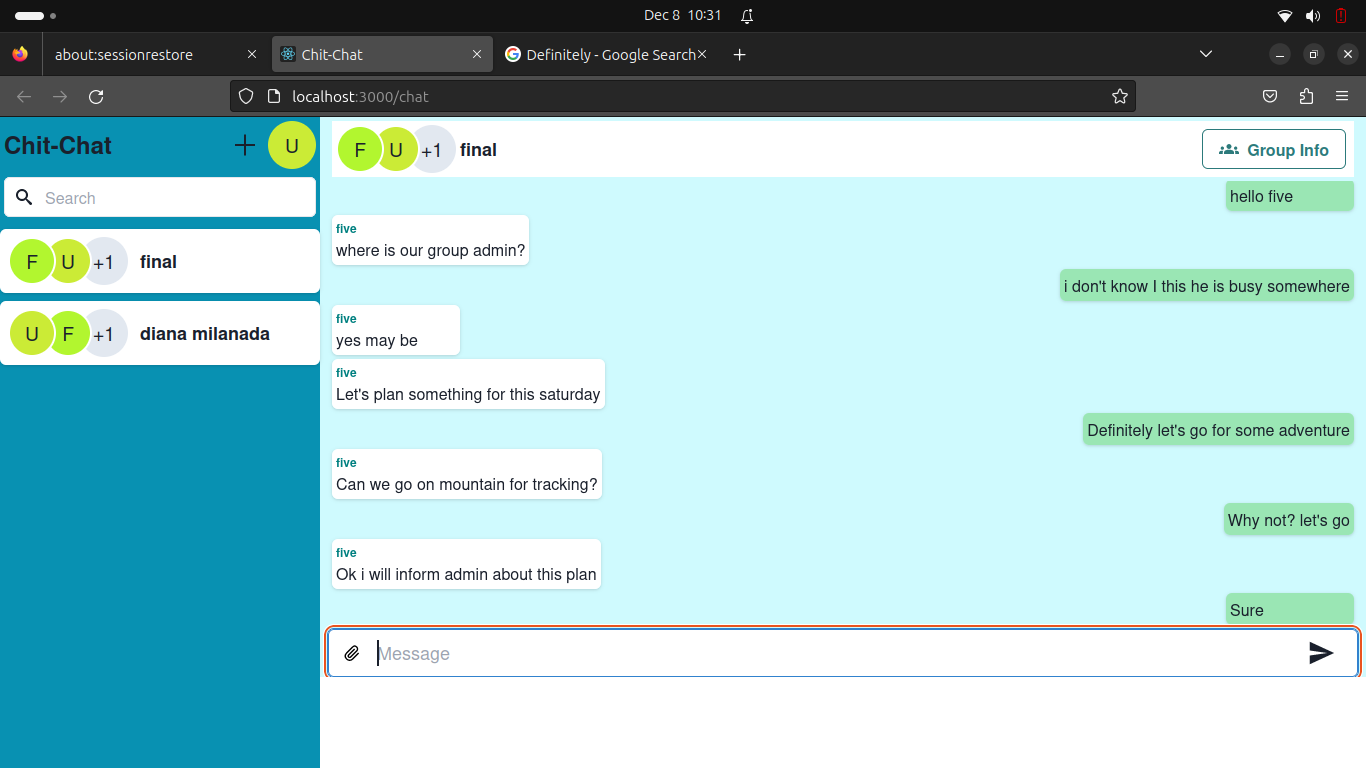 Dec 8 10:31
about:sessionrestore
Chit-Chat
Definitely - Google Search
localhost:3000/chat
Chit-Chat
U
Search
F U +1 final
U F +1 diana milanada
F U +1 final
Group Info
hello five
five
where is our group admin?
i don't know I this he is busy somewhere
five
yes may be
five
Let's plan something for this saturday
Definitely let's go for some adventure
five
Can we go on mountain for tracking?
Why not? let's go
five
Ok i will inform admin about this plan
Sure
Message